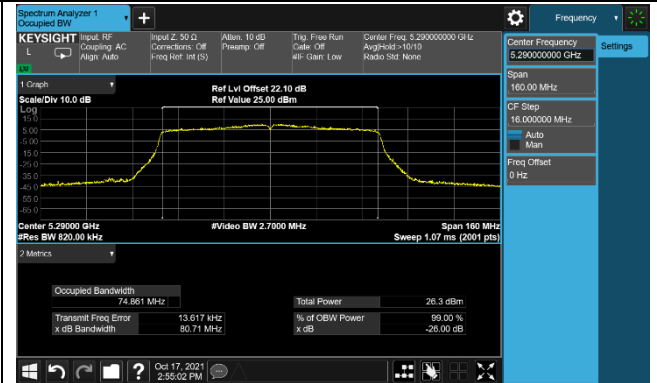 Spectrum Analyzer 1
Occupied BW
Frequency
KEYSIGHT
L
LXI
Input: RF
Coupling: AC
Align: Auto
Input Z: 50 Ω
Corrections: Off
Freq Ref: Int (S)
Atten: 10 dB
Preamp: Off
Trig: Free Run
Gate: Off
#IF Gain: Low
Center Freq: 5.290000000 GHz
Avg|Hold:>10/10
Radio Std: None
Center Frequency
5.290000000 GHz
Settings
Span
160.00 MHz
CF Step
16.000000 MHz
Auto
Man
Freq Offset
0 Hz
1 Graph
Scale/Div 10.0 dB
Ref Lvl Offset 22.10 dB
Ref Value 25.00 dBm
Log
15.0
5.00
-5.00
-15.0
-25.0
-35.0
-45.0
-55.0
-65.0
Center 5.29000 GHz
#Video BW 2.7000 MHz
Span 160 MHz
#Res BW 820.00 kHz
Sweep 1.07 ms (2001 pts)
2 Metrics
Occupied Bandwidth
74.861 MHz
Total Power 26.3 dBm
Transmit Freq Error 13.617 kHz
% of OBW Power 99.00 %
x dB Bandwidth 80.71 MHz
x dB -26.00 dB
Oct 17, 2021
2:55:02 PM